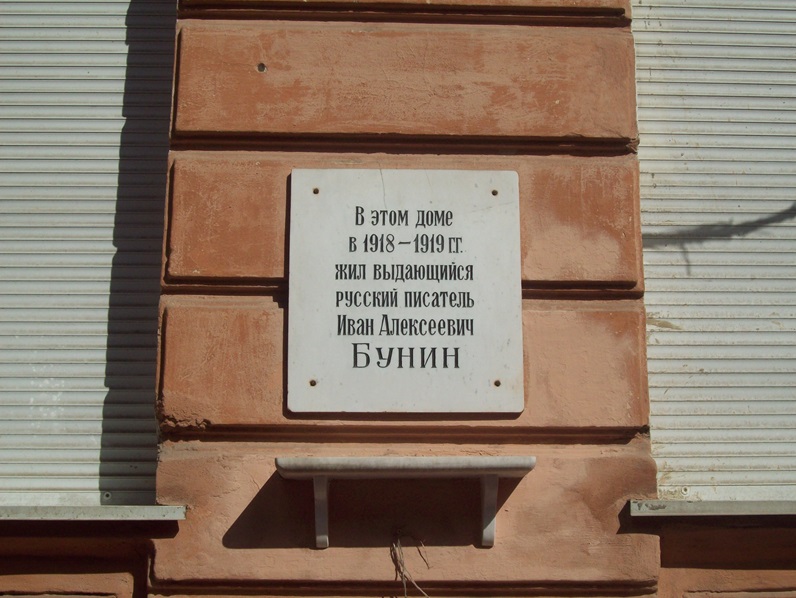 В этом доме
в 1918–1919 гг.
жил выдающийся
русский писатель
Иван Алексеевич
Бунин